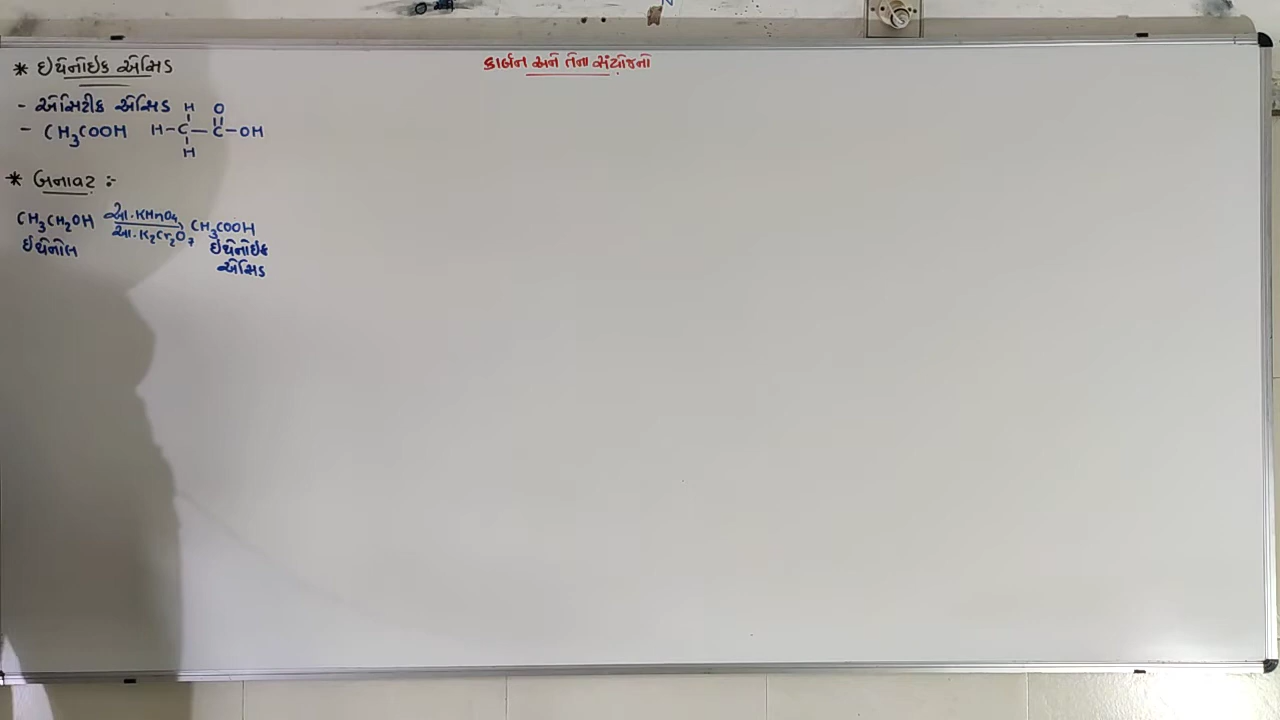 કાર્બન અને તેના સંયોજનો
* ઇથેનોઇક એસિડ
- એસિટીક એસિડ
- CH₃COOH
H O
H-C-C-OH
H
* બનાવટ :-
CH₃CH₂OH આ.KMnO₄ CH₃COOH
આ.K₂Cr₂O₇
ઇથેનોલ ઇથેનોઇક
એસિડ